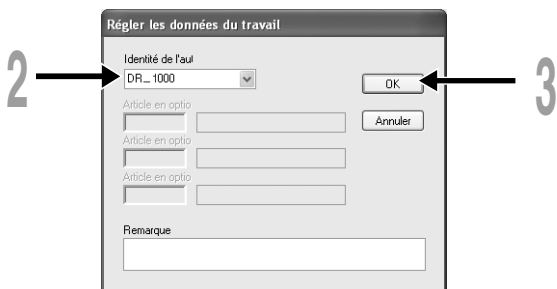 Régler les données du travail
Identité de l'aul
2
DR_1000
OK
3
Article en optio
Annuler
Article en optio
Article en optio
Remarque